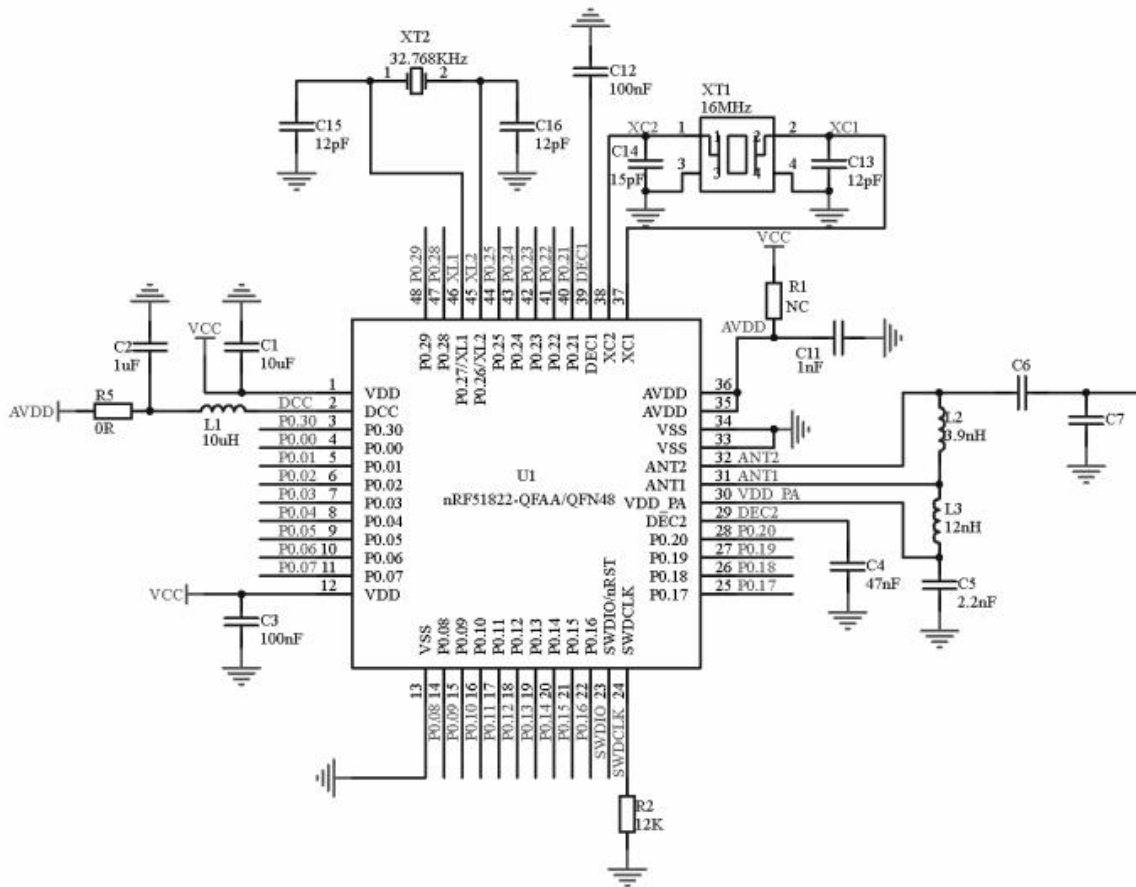 XT2
32.768KHz
1 2
C15
12pF
C16
12pF
C12
100nF
XT1
16MHz
XC2 1 1 2 2 XC1
3 3 4 4
C14
15pF
C13
12pF
VCC
R1
NC
AVDD
C11
1nF
P0.29
P0.28
XL1
XL2
P0.25
P0.24
P0.23
P0.22
P0.21
DEC1
48
47
46
45
44
43
42
41
40
39
38
37
P0.29
P0.28
P0.27/XL1
P0.26/XL2
P0.25
P0.24
P0.23
P0.22
P0.21
DEC1
XC2
XC1
C2
1uF
VCC
C1
10uF
AVDD
R5
0R
L1
10uH
1 VDD
DCC 2 DCC
P0.30 3 P0.30
P0.00 4 P0.00
P0.01 5 P0.01
P0.02 6 P0.02
P0.03 7 P0.03
P0.04 8 P0.04
P0.05 9 P0.05
P0.06 10 P0.06
P0.07 11 P0.07
VCC 12 VDD
C3
100nF
U1
nRF51822-QFAA/QFN48
AVDD 36
AVDD 35
VSS 34
VSS 33
ANT2 32 ANT2
ANT1 31 ANT1
VDD_PA 30 VDD_PA
DEC2 29 DEC2
P0.20 28 P0.20
P0.19 27 P0.19
P0.18 26 P0.18
P0.17 25 P0.17
C6
C7
L2
3.9nH
L3
12nH
C4
47nF
C5
2.2nF
VSS
P0.08
P0.09
P0.10
P0.11
P0.12
P0.13
P0.14
P0.15
P0.16
SWDIO/nRST
SWDCLK
13
14
15
16
17
18
19
20
21
22
23
24
P0.08
P0.09
P0.10
P0.11
P0.12
P0.13
P0.14
P0.15
P0.16
SWDIO
SWDCLK
R2
12K